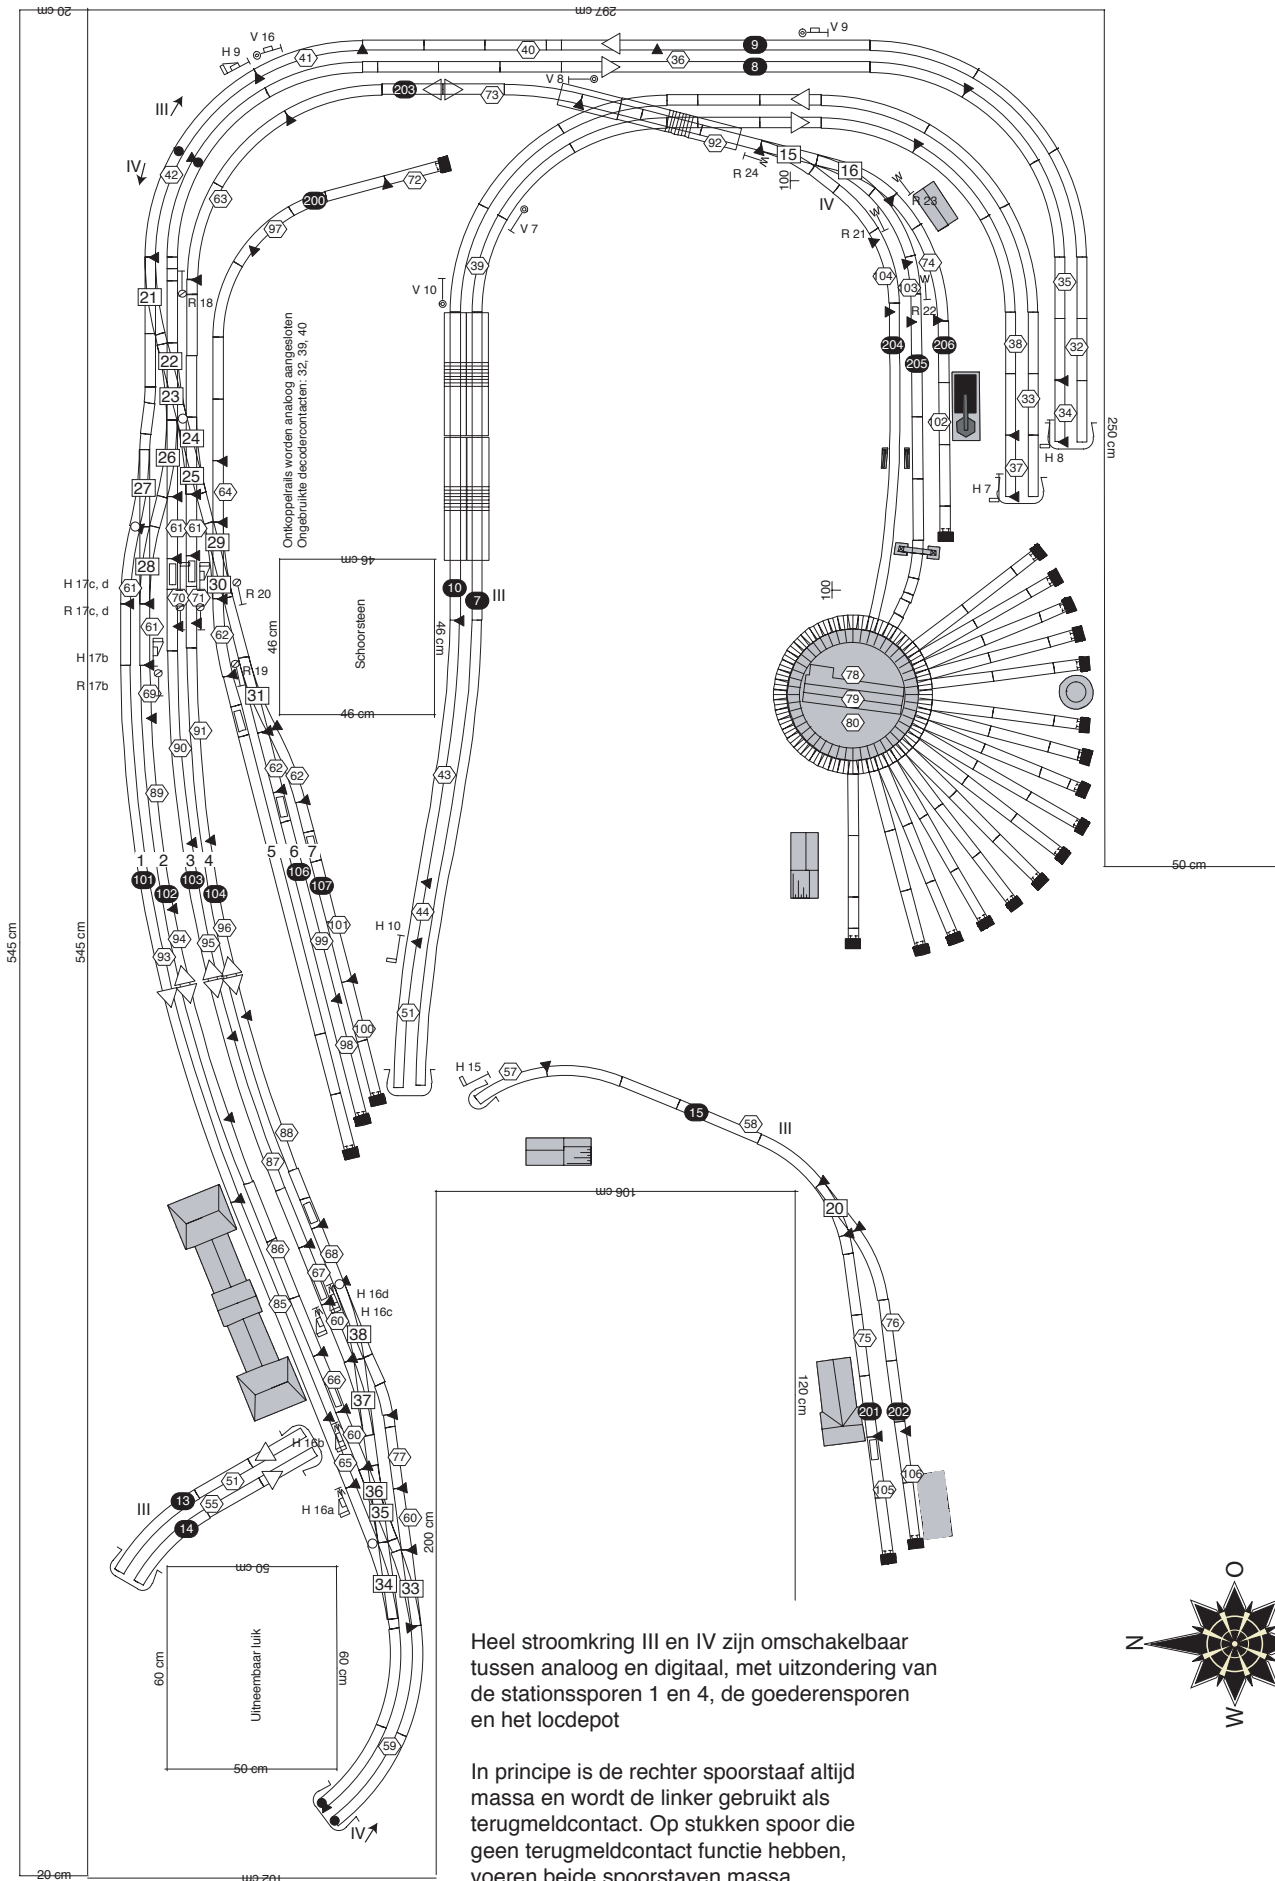 20 cm
297 cm
V 16
H 9
V 9
41
40
9
36
8
V 8
203
73
III
92
15
16
R 24
100
IV
IV
42
63
72
200
97
V 7
R 23
R 21
74
39
104
103
V 10
R 22
35
21
R 18
38
32
204
206
205
22
23
33
34
102
24
26
25
27
64
H 8
37
H 7
250 cm
Ontkoppelrails worden analoog aangesloten
Ongebruikte decodercontacten: 32, 39, 40
61
61
29
28
46 cm
H 17c, d
61
30
R 20
10
7
III
100
R 17c, d
70
71
61
62
46 cm
Schoorsteen
46 cm
H 17b
R 19
R 17b
69
31
46 cm
78
79
80
91
90
62
62
43
89
1
2
3
4
5
6
7
101
102
103
104
106
107
50 cm
96
94
95
93
101
99
44
H 10
545 cm
545 cm
51
100
98
H 15
57
15
58
III
88
87
106 cm
20
86
68
67
H 16d
H 16c
85
60
38
76
75
66
37
120 cm
201
202
H 16b
60
65
77
51
13
55
III
14
36
H 16a
35
60
106
105
200 cm
50 cm
34
33
60 cm
Uitneembaar luik
60 cm
50 cm
59
IV
20 cm
102 cm
O
N
W
Heel stroomkring III en IV zijn omschakelbaar
tussen analoog en digitaal, met uitzondering van
de stationssporen 1 en 4, de goederensporen
en het locdepot
In principe is de rechter spoorstaaf altijd
massa en wordt de linker gebruikt als
terugmeldcontact. Op stukken spoor die
geen terugmeldcontact functie hebben,
voeren beide spoorstaven massa